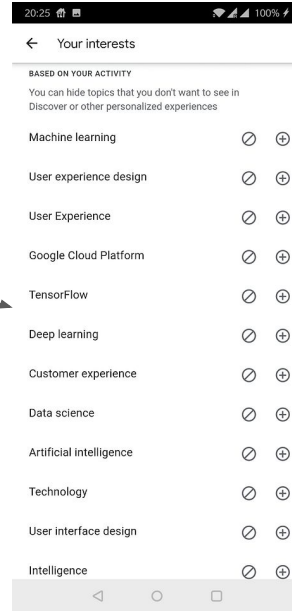 20:25
100%
Your interests
BASED ON YOUR ACTIVITY
You can hide topics that you don't want to see in
Discover or other personalized experiences
Machine learning
User experience design
User Experience
Google Cloud Platform
TensorFlow
Deep learning
Customer experience
Data science
Artificial intelligence
Technology
User interface design
Intelligence